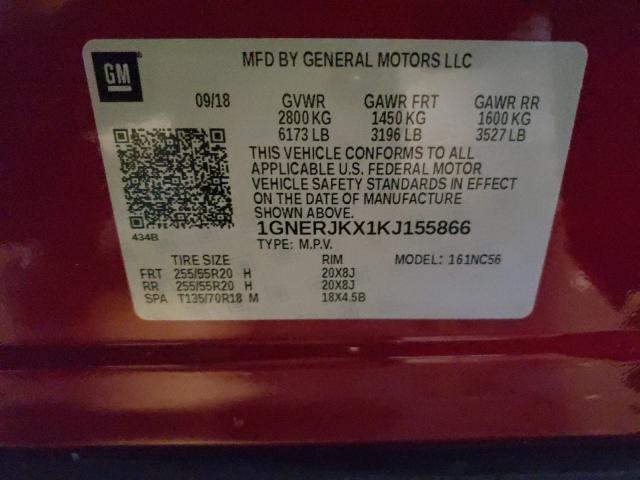 GM
MFD BY GENERAL MOTORS LLC
09/18 GVWR GAWR FRT GAWR RR
2800 KG 1450 KG 1600 KG
6173 LB 3196 LB 3527 LB
THIS VEHICLE CONFORMS TO ALL
APPLICABLE U.S. FEDERAL MOTOR
VEHICLE SAFETY STANDARDS IN EFFECT
ON THE DATE OF MANUFACTURE
SHOWN ABOVE.
434B
1GNERJKX1KJ155866
TYPE: M.P.V.
TIRE SIZE RIM MODEL: 161NC56
FRT 255/55R20 H 20X8J
RR 255/55R20 H 20X8J
SPA T135/70R18 M 18X4.5B